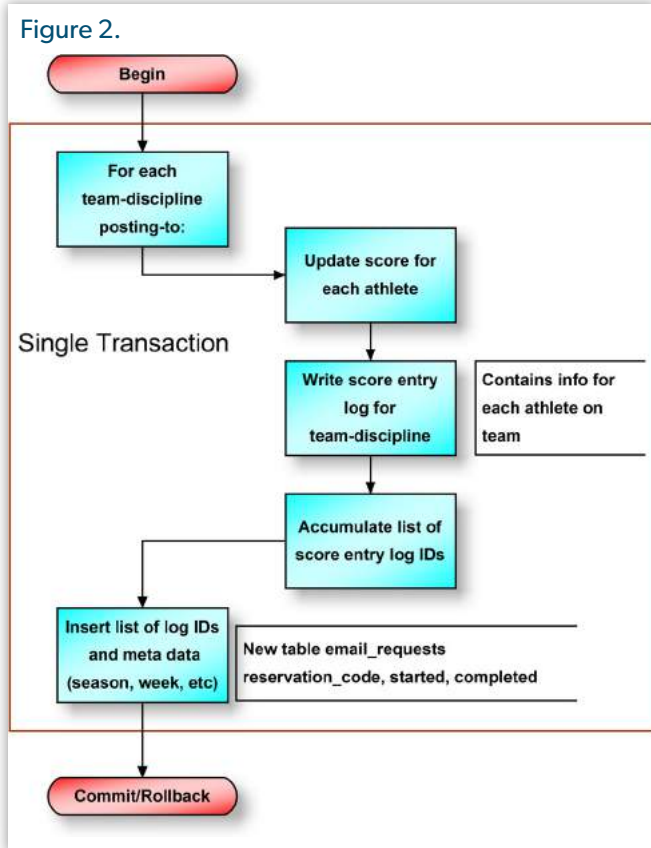 Figure 2.
Begin
For each
team-discipline
posting-to:
Update score for
each athlete
Single Transaction
Write score entry
log for
team-discipline
Contains info for
each athlete on
team
Accumulate list of
score entry log IDs
Insert list of log IDs
and meta data
(season, week, etc)
New table email_requests
reservation_code, started, completed
Commit/Rollback